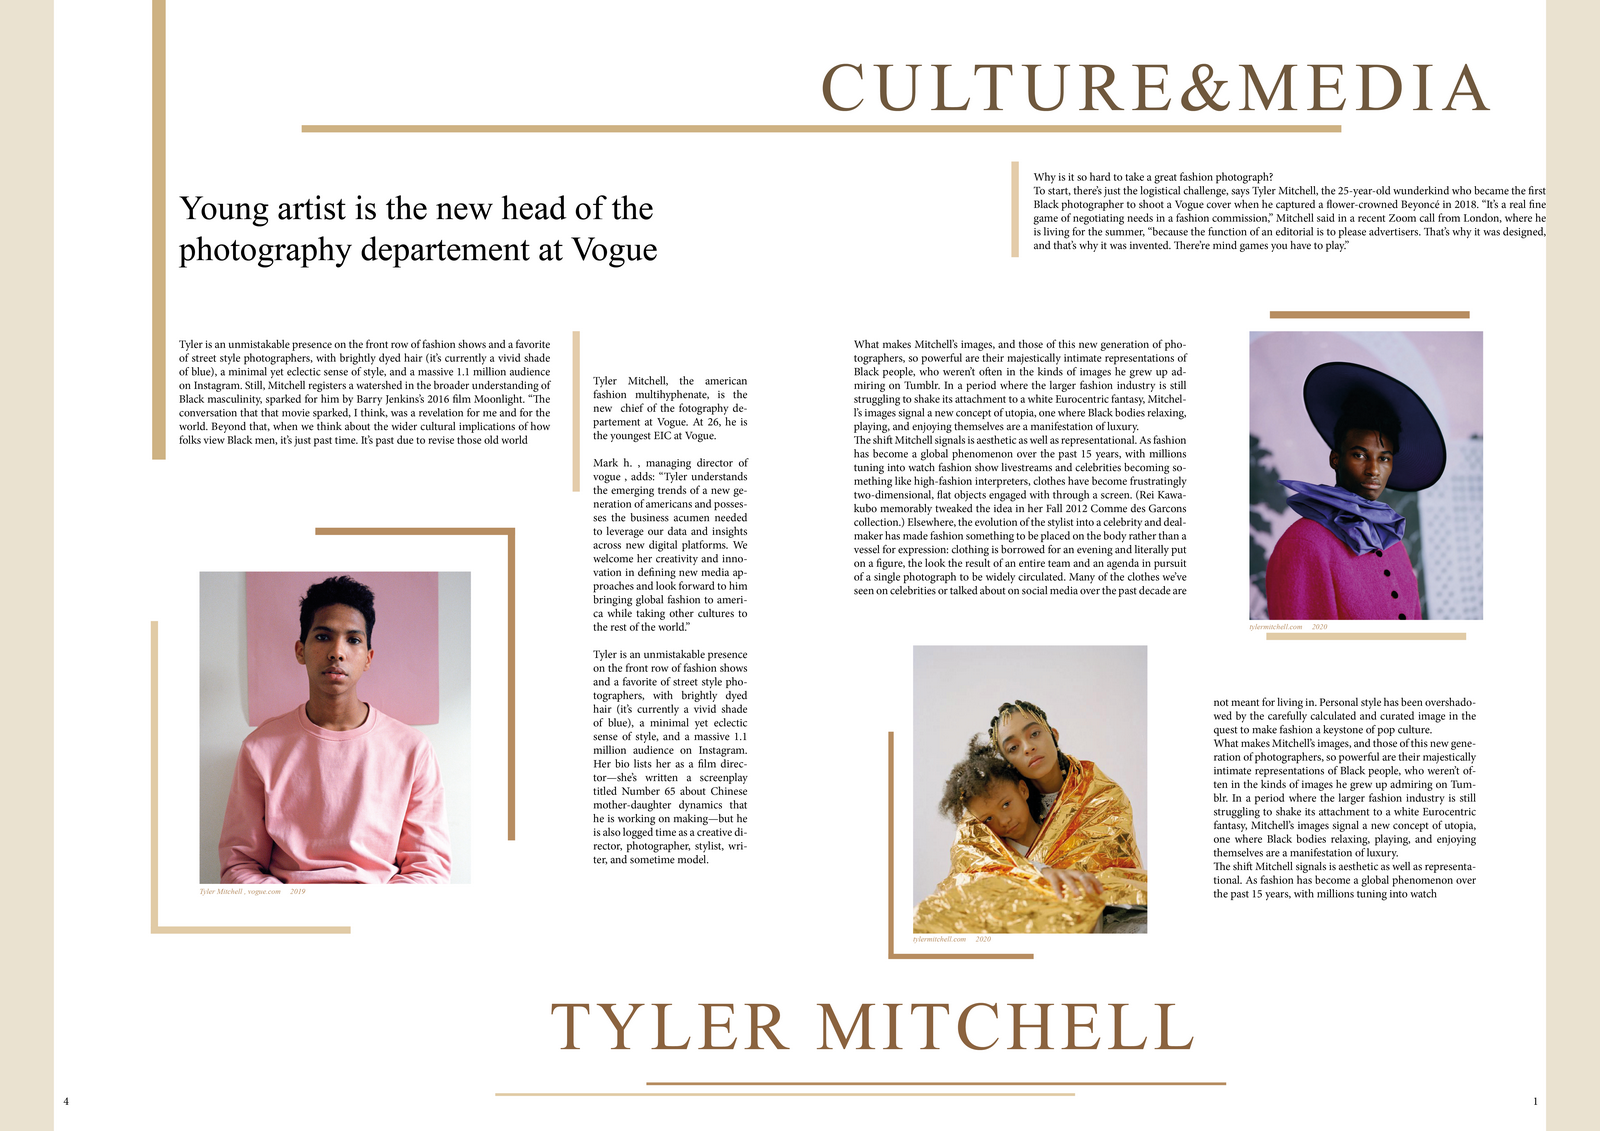 CULTURE&MEDIA
Young artist is the new head of the
photography departement at Vogue
Why is it so hard to take a great fashion photograph?
To start, there's just the logistical challenge, says Tyler Mitchell, the 25-year-old wunderkind who became the first
Black photographer to shoot a Vogue cover when he captured a flower-crowned Beyoncé in 2018. “It's a real fine
game of negotiating needs in a fashion commission,” Mitchell said in a recent Zoom call from London, where he
is living for the summer, “because the function of an editorial is to please advertisers. That's why it was designed,
and that's why it was invented. There're mind games you have to play.”
Tyler is an unmistakable presence on the front row of fashion shows and a favorite
of street style photographers, with brightly dyed hair (it's currently a vivid shade
of blue), a minimal yet eclectic sense of style, and a massive 1.1 million audience
on Instagram. Still, Mitchell registers a watershed in the broader understanding of
Black masculinity, sparked for him by Barry Jenkins's 2016 film Moonlight. “The
conversation that that movie sparked, I think, was a revelation for me and for the
world. Beyond that, when we think about the wider cultural implications of how
folks view Black men, it's just past time. It's past due to revise those old world
Tyler Mitchell , vogue.com 2019
Tyler Mitchell, the american
fashion multihyphenate, is the
new chief of the fotography de-
partement at Vogue. At 26, he is
the youngest EIC at Vogue.
Mark h. , managing director of
vogue , adds: “Tyler understands
the emerging trends of a new ge-
neration of americans and posses-
ses the business acumen needed
to leverage our data and insights
across new digital platforms. We
welcome her creativity and inno-
vation in defining new media ap-
proaches and look forward to him
bringing global fashion to ameri-
ca while taking other cultures to
the rest of the world.”
Tyler is an unmistakable presence
on the front row of fashion shows
and a favorite of street style pho-
tographers, with brightly dyed
hair (it's currently a vivid shade
of blue), a minimal yet eclectic
sense of style, and a massive 1.1
million audience on Instagram.
Her bio lists her as a film direc-
tor—she's written a screenplay
titled Number 65 about Chinese
mother-daughter dynamics that
he is working on making—but he
is also logged time as a creative di-
rector, photographer, stylist, wri-
ter, and sometime model.
What makes Mitchell's images, and those of this new generation of pho-
tographers, so powerful are their majestically intimate representations of
Black people, who weren't often in the kinds of images he grew up ad-
miring on Tumblr. In a period where the larger fashion industry is still
struggling to shake its attachment to a white Eurocentric fantasy, Mitchel-
l's images signal a new concept of utopia, one where Black bodies relaxing,
playing, and enjoying themselves are a manifestation of luxury.
The shift Mitchell signals is aesthetic as well as representational. As fashion
has become a global phenomenon over the past 15 years, with millions
tuning into watch fashion show livestreams and celebrities becoming so-
mething like high-fashion interpreters, clothes have become frustratingly
two-dimensional, flat objects engaged with through a screen. (Rei Kawa-
kubo memorably tweaked the idea in her Fall 2012 Comme des Garcons
collection.) Elsewhere, the evolution of the stylist into a celebrity and deal-
maker has made fashion something to be placed on the body rather than a
vessel for expression: clothing is borrowed for an evening and literally put
on a figure, the look the result of an entire team and an agenda in pursuit
of a single photograph to be widely circulated. Many of the clothes we've
seen on celebrities or talked about on social media over the past decade are
tylermitchell.com 2020
tylermitchell.com 2020
not meant for living in. Personal style has been overshado-
wed by the carefully calculated and curated image in the
quest to make fashion a keystone of pop culture.
What makes Mitchell's images, and those of this new gene-
ration of photographers, so powerful are their majestically
intimate representations of Black people, who weren't of-
ten in the kinds of images he grew up admiring on Tum-
blr. In a period where the larger fashion industry is still
struggling to shake its attachment to a white Eurocentric
fantasy, Mitchell's images signal a new concept of utopia,
one where Black bodies relaxing, playing, and enjoying
themselves are a manifestation of luxury.
The shift Mitchell signals is aesthetic as well as representa-
tional. As fashion has become a global phenomenon over
the past 15 years, with millions tuning into watch
TYLER MITCHELL
4
1